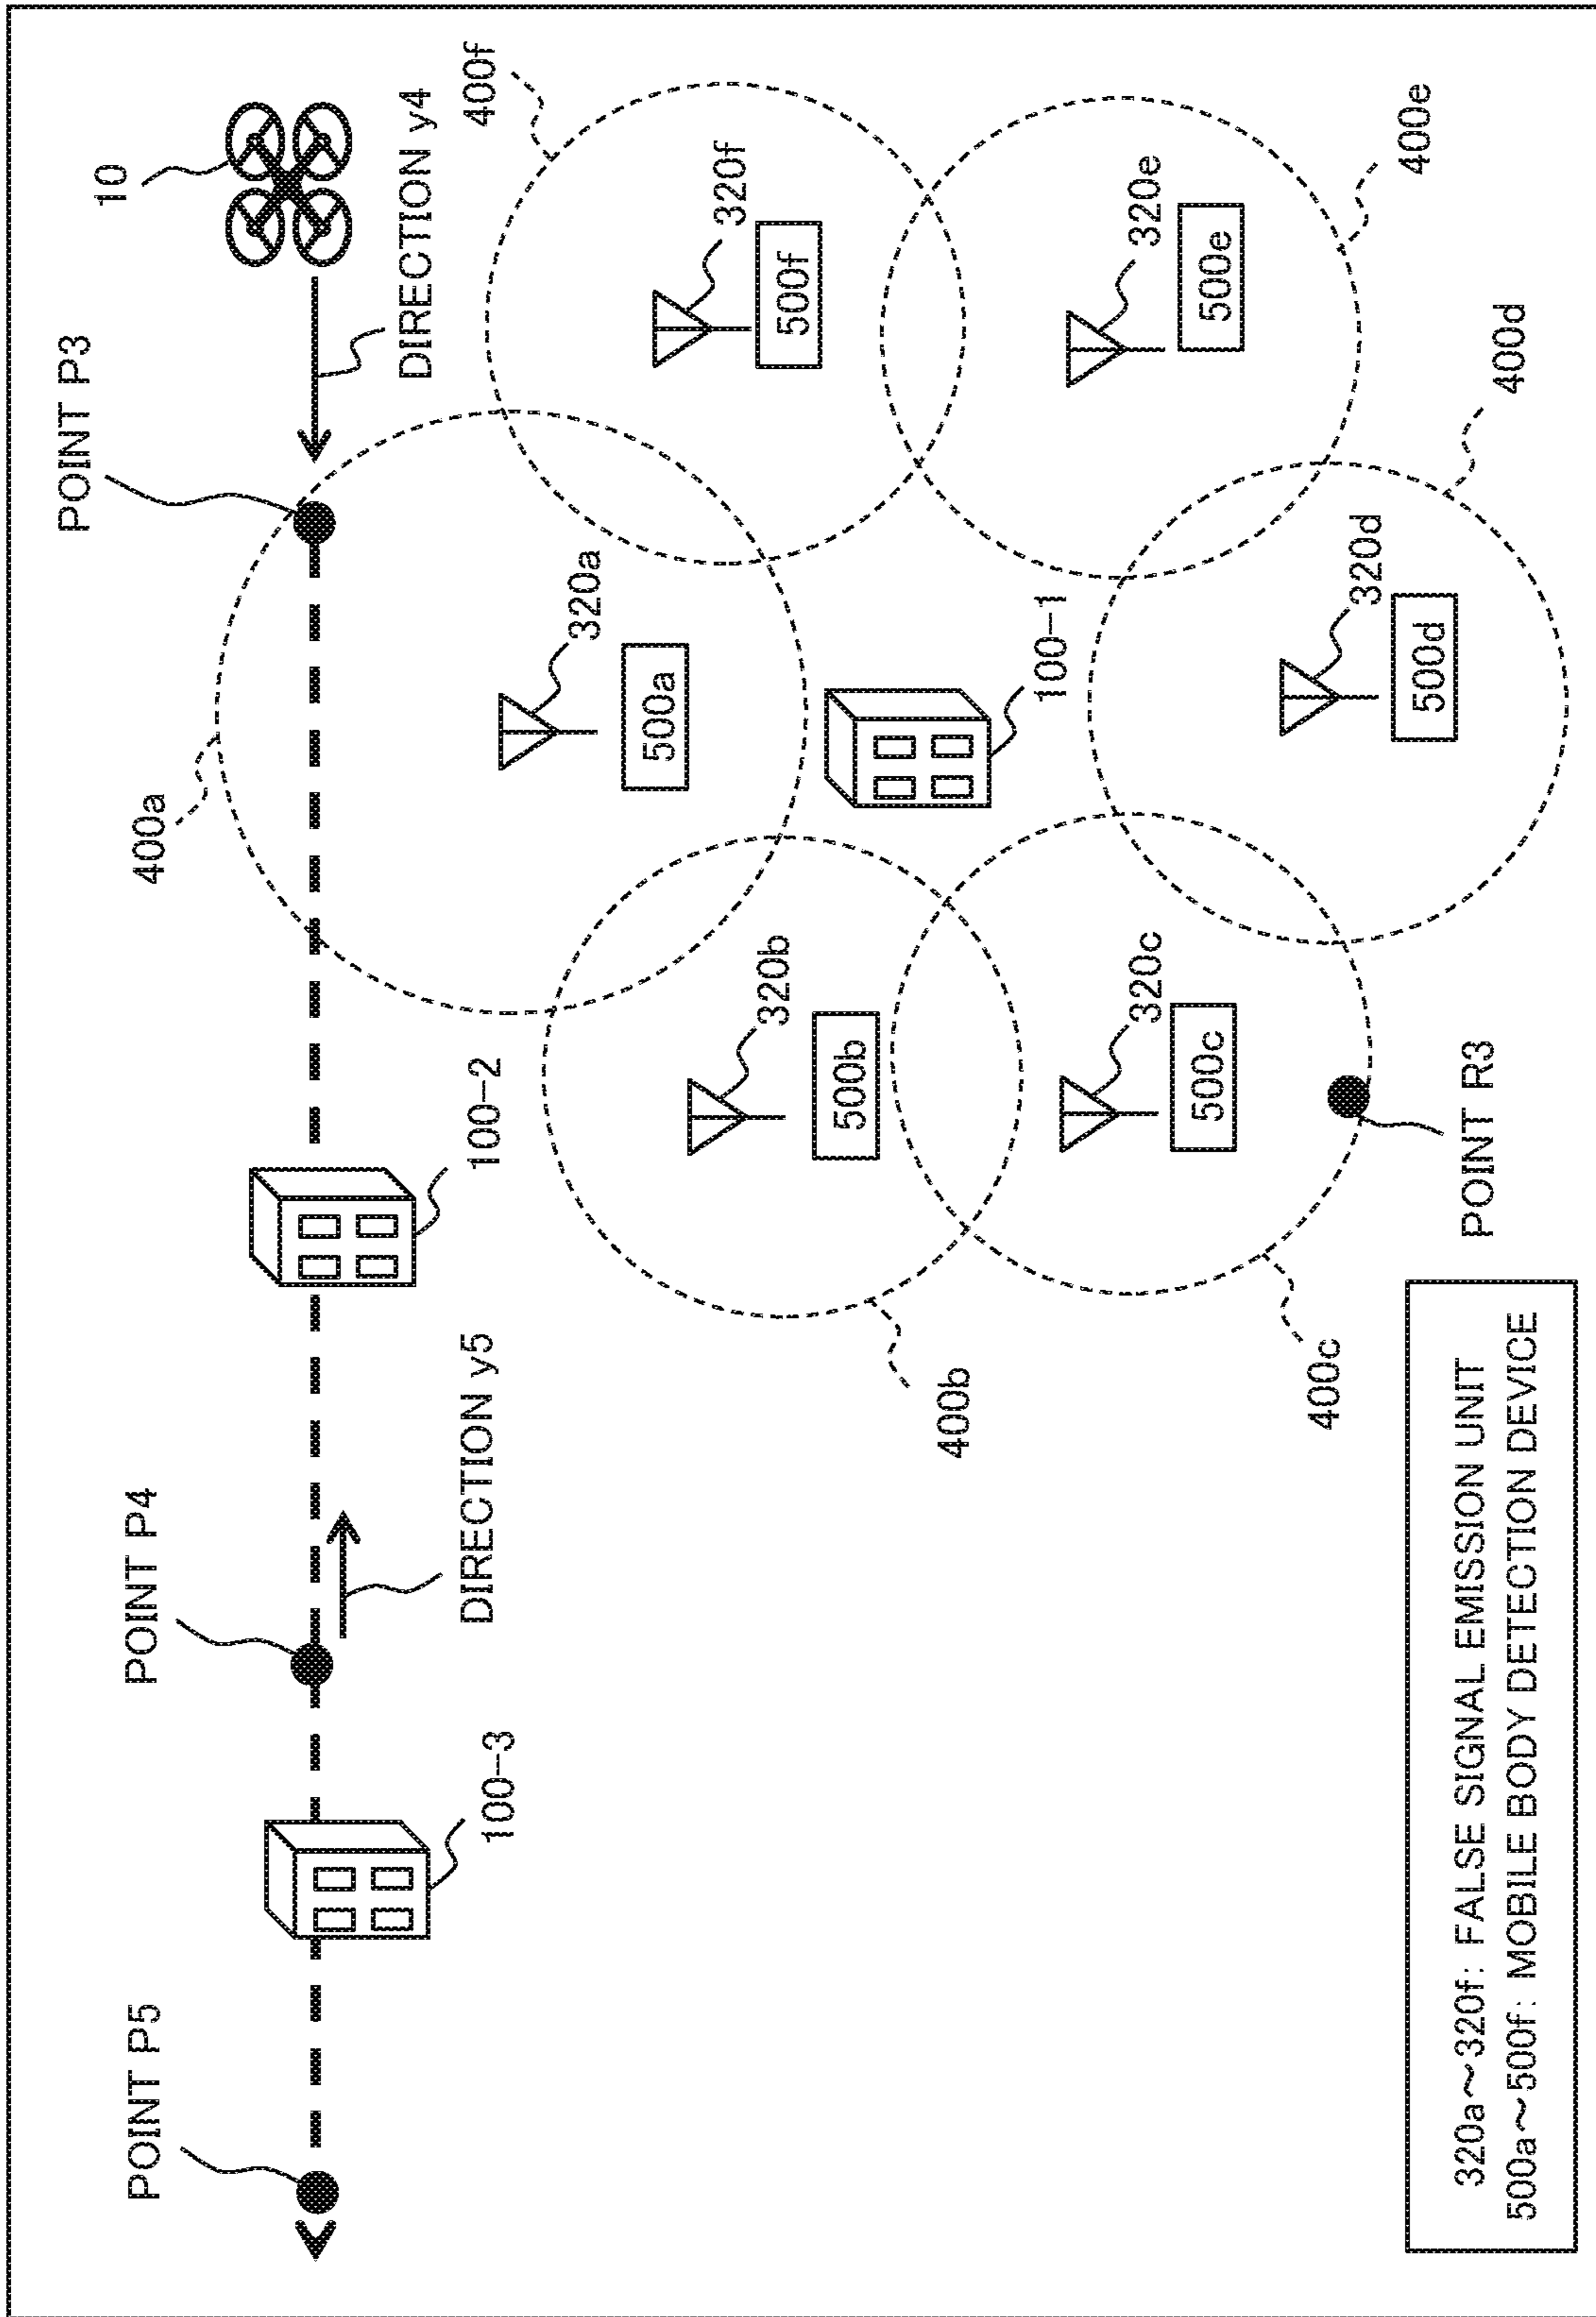 POINT P5
POINT P4
POINT P3
10
100-3
DIRECTION y5
100-2
400a
DIRECTION y4
400f
320a
500a
320f
500f
400b
320b
500b
100-1
320e
500e
400e
400c
320c
500c
320d
500d
400d
POINT R3
320a~320f: FALSE SIGNAL EMISSION UNIT
500a~500f: MOBILE BODY DETECTION DEVICE